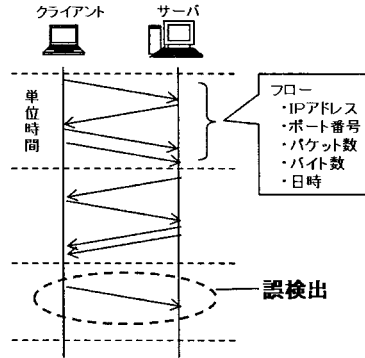 クライアント
サーバ
単位時間
フロー
・IPアドレス
・ポート番号
・パケット数
・バイト数
・日時
誤検出